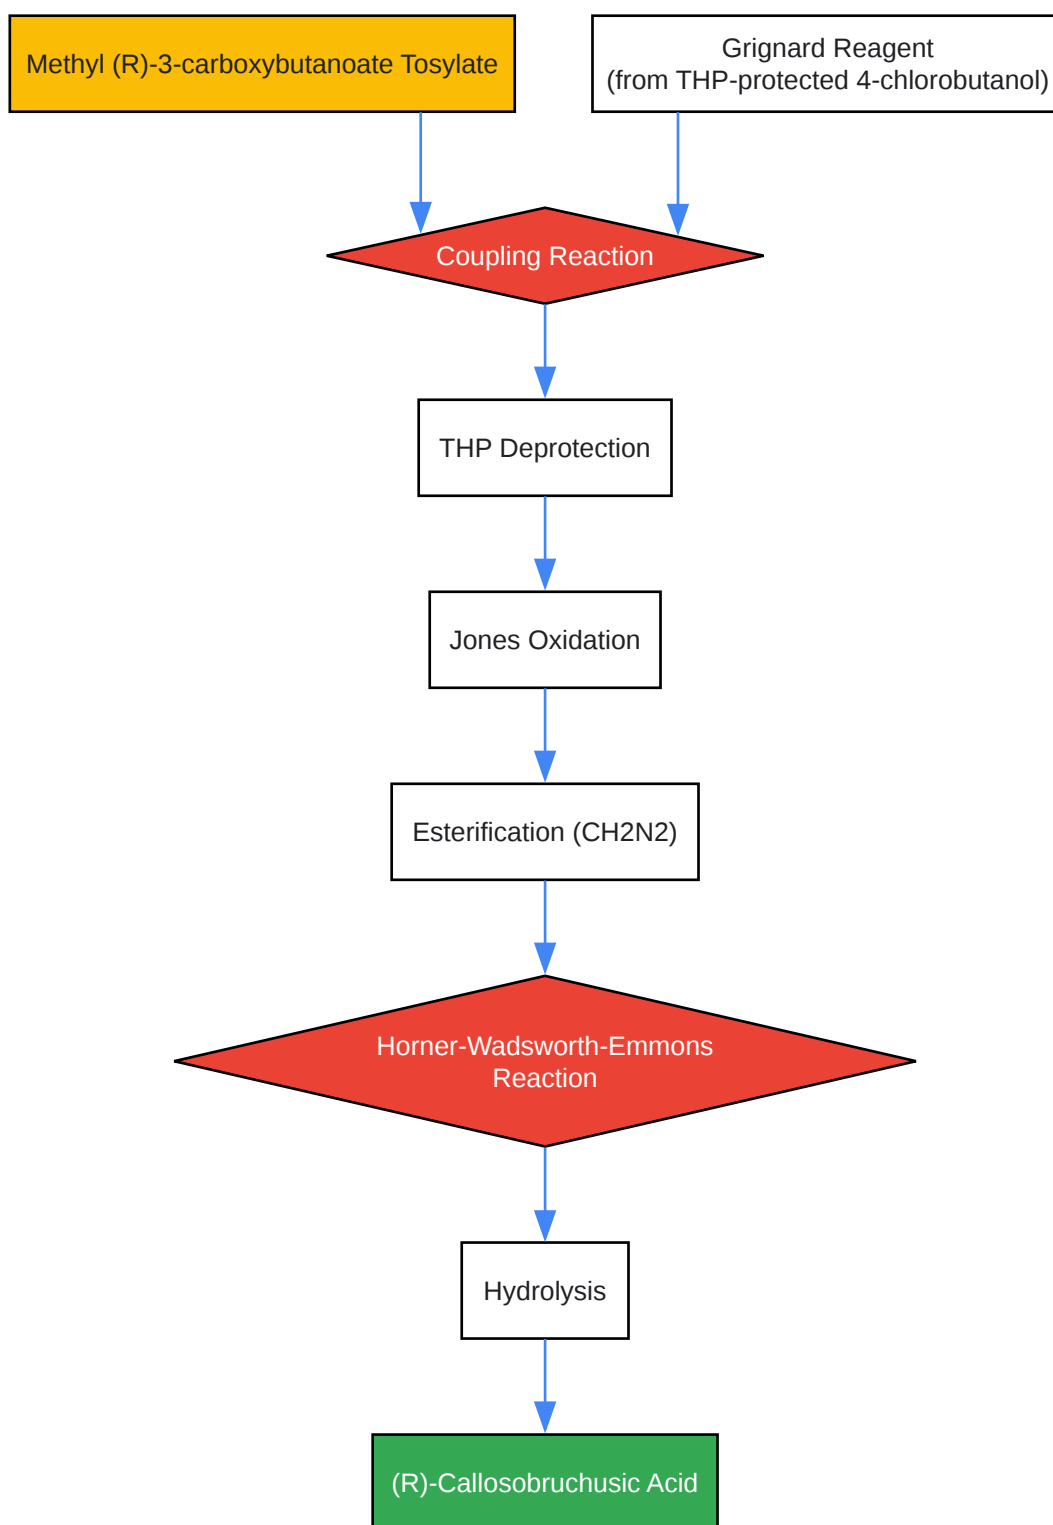 Methyl (R)-3-carboxybutanoate Tosylate
Grignard Reagent
(from THP-protected 4-chlorobutanol)
Coupling Reaction
THP Deprotection
Jones Oxidation
Esterification (CH2N2)
Horner-Wadsworth-Emmons
Reaction
Hydrolysis
(R)-Callosobruchusic Acid